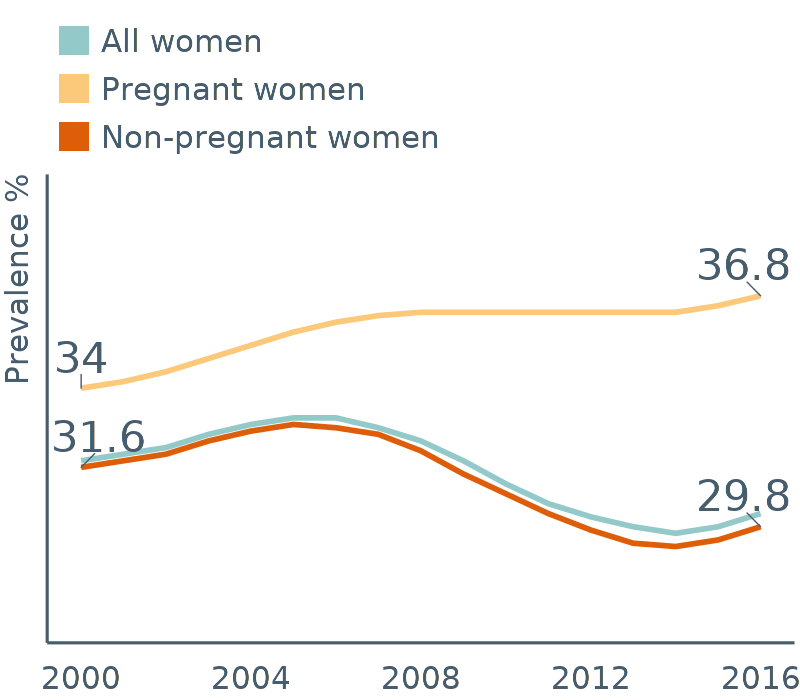 All women
Pregnant women
Non-pregnant women
Prevalence %
36.8
34
31.6
29.8
2000 2004 2008 2012 2016